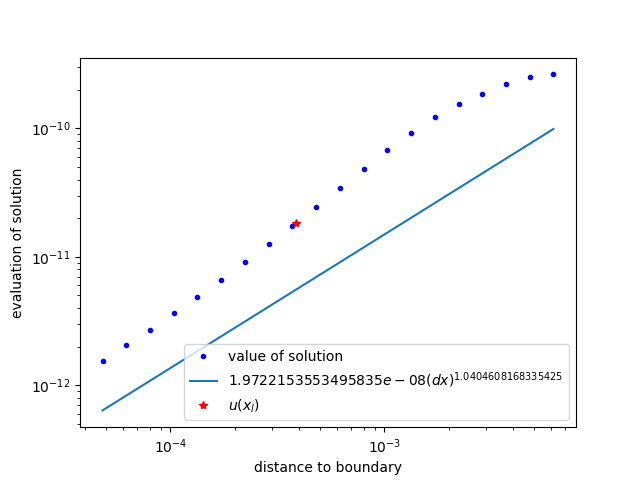 10⁻¹⁰
10⁻¹¹
10⁻¹²
evaluation of solution
value of solution
1.9722153553495835e − 08(dx)¹·⁰⁴⁰⁴⁶⁰⁸¹⁶⁸³³⁵⁴²⁵
u(xₗ)
10⁻⁴
10⁻³
distance to boundary